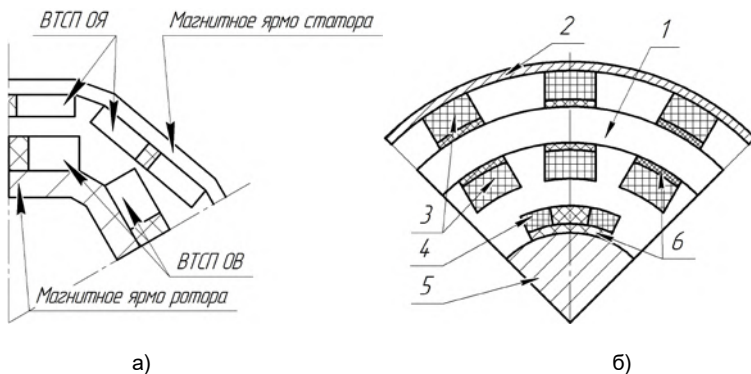 ВТСП ОЯ
Магнитное ярмо статора
ВТСП ОВ
Магнитное ярмо ротора
а)
1
2
3
4
5
6
б)